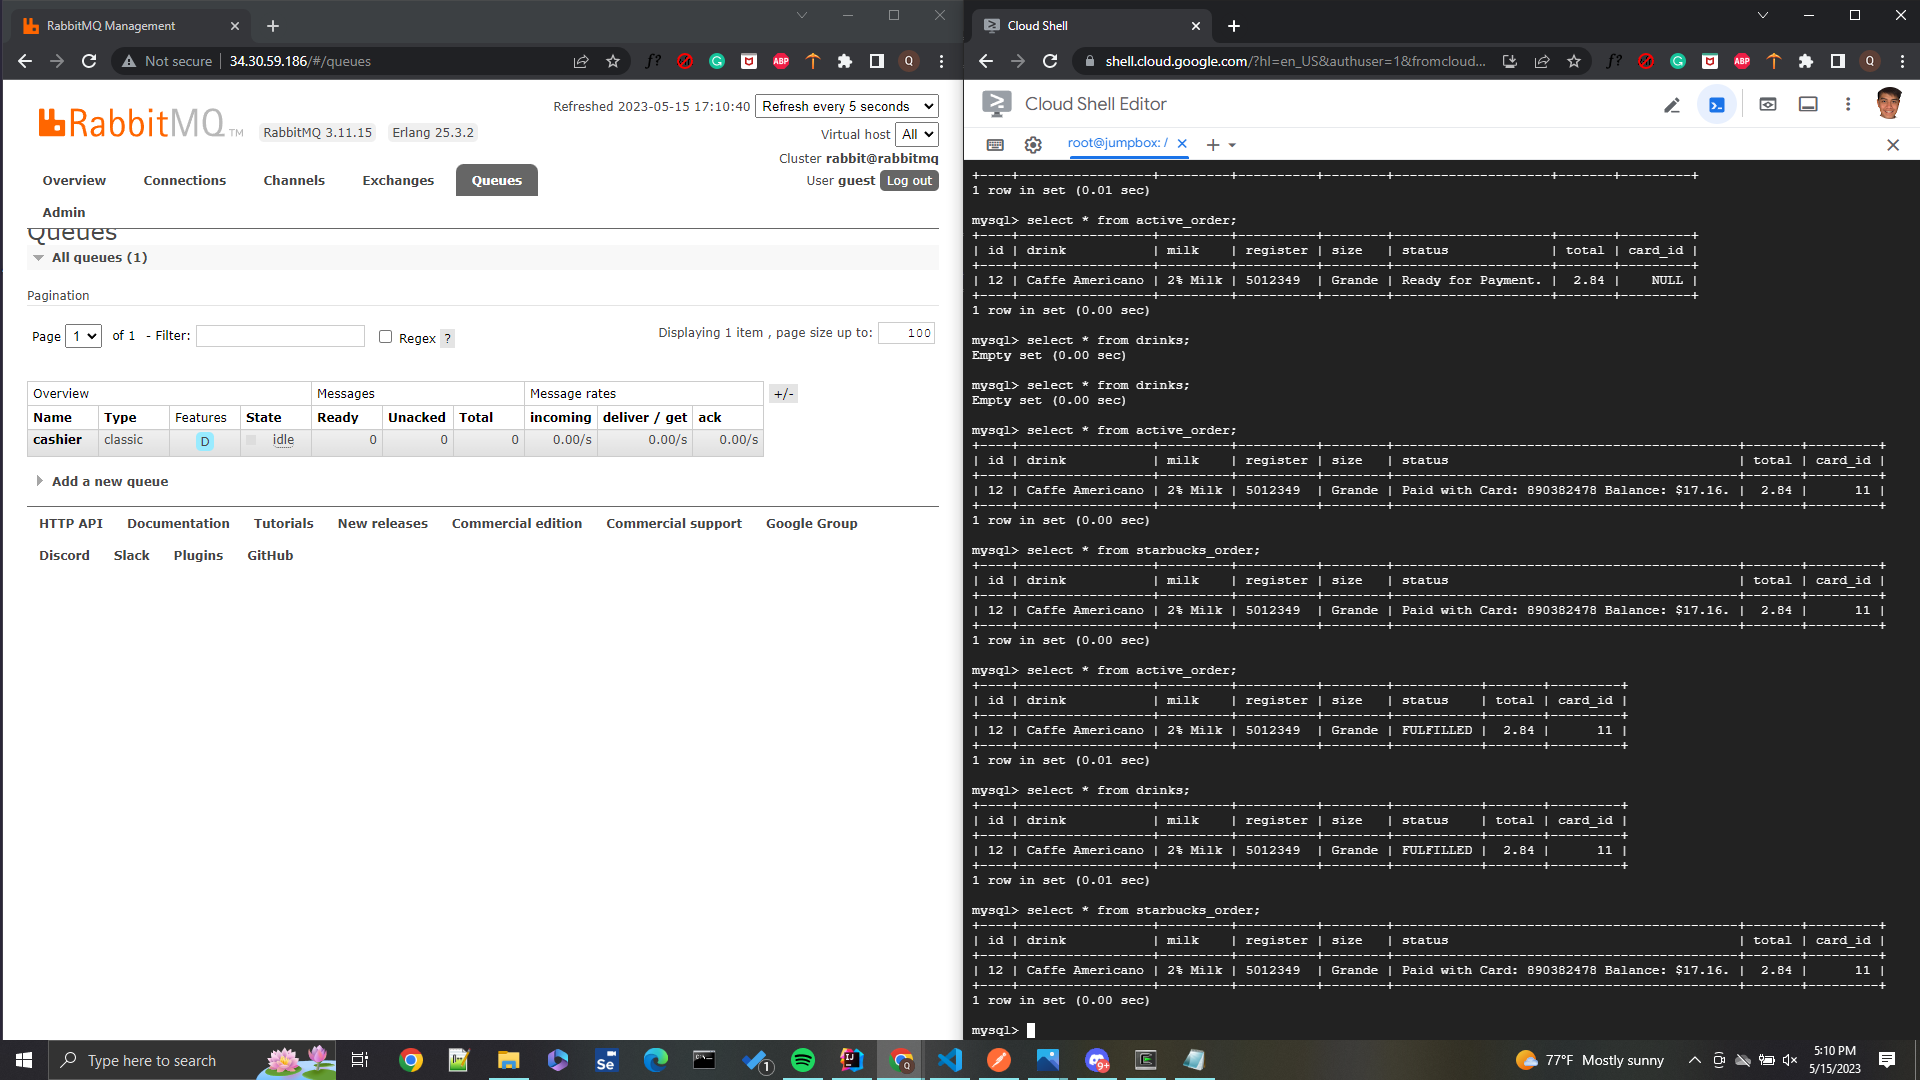 RabbitMQ Management
Not secure | 34.30.59.186/#/queues
RabbitMQ TM
RabbitMQ 3.11.15 Erlang 25.3.2
Refreshed 2023-05-15 17:10:40 Refresh every 5 seconds
Virtual host All
Cluster rabbit@rabbitmq
User guest Log out
Overview Connections Channels Exchanges Queues
Admin
Queues
All queues (1)
Pagination
Page 1 of 1 - Filter: Regex ?
Displaying 1 item , page size up to: 100
Overview Messages Message rates +/-
Name Type Features State Ready Unacked Total incoming deliver / get ack
cashier classic D idle 0 0 0 0.00/s 0.00/s 0.00/s
Add a new queue
HTTP API Documentation Tutorials New releases Commercial edition Commercial support Google Group
Discord Slack Plugins GitHub
Cloud Shell
shell.cloud.google.com/?hl=en_US&authuser=1&fromcloud...
Cloud Shell Editor
root@jumpbox: /
+----+-----------------+---------+----------+--------+--------------------+-------+---------+
1 row in set (0.01 sec)
mysql> select * from active_order;
+----+-----------------+---------+----------+--------+--------------------+-------+---------+
| id | drink | milk | register | size | status | total | card_id |
+----+-----------------+---------+----------+--------+--------------------+-------+---------+
| 12 | Caffe Americano | 2% Milk | 5012349 | Grande | Ready for Payment. | 2.84 | NULL |
+----+-----------------+---------+----------+--------+--------------------+-------+---------+
1 row in set (0.00 sec)
mysql> select * from drinks;
Empty set (0.00 sec)
mysql> select * from drinks;
Empty set (0.00 sec)
mysql> select * from active_order;
+----+-----------------+---------+----------+--------+--------------------------------------------+-------+---------+
| id | drink | milk | register | size | status | total | card_id |
+----+-----------------+---------+----------+--------+--------------------------------------------+-------+---------+
| 12 | Caffe Americano | 2% Milk | 5012349 | Grande | Paid with Card: 890382478 Balance: $17.16. | 2.84 | 11 |
+----+-----------------+---------+----------+--------+--------------------------------------------+-------+---------+
1 row in set (0.00 sec)
mysql> select * from starbucks_order;
+----+-----------------+---------+----------+--------+--------------------------------------------+-------+---------+
| id | drink | milk | register | size | status | total | card_id |
+----+-----------------+---------+----------+--------+--------------------------------------------+-------+---------+
| 12 | Caffe Americano | 2% Milk | 5012349 | Grande | Paid with Card: 890382478 Balance: $17.16. | 2.84 | 11 |
+----+-----------------+---------+----------+--------+--------------------------------------------+-------+---------+
1 row in set (0.00 sec)
mysql> select * from active_order;
+----+-----------------+---------+----------+--------+-----------+-------+---------+
| id | drink | milk | register | size | status | total | card_id |
+----+-----------------+---------+----------+--------+-----------+-------+---------+
| 12 | Caffe Americano | 2% Milk | 5012349 | Grande | FULFILLED | 2.84 | 11 |
+----+-----------------+---------+----------+--------+-----------+-------+---------+
1 row in set (0.01 sec)
mysql> select * from drinks;
+----+-----------------+---------+----------+--------+-----------+-------+---------+
| id | drink | milk | register | size | status | total | card_id |
+----+-----------------+---------+----------+--------+-----------+-------+---------+
| 12 | Caffe Americano | 2% Milk | 5012349 | Grande | FULFILLED | 2.84 | 11 |
+----+-----------------+---------+----------+--------+-----------+-------+---------+
1 row in set (0.01 sec)
mysql> select * from starbucks_order;
+----+-----------------+---------+----------+--------+--------------------------------------------+-------+---------+
| id | drink | milk | register | size | status | total | card_id |
+----+-----------------+---------+----------+--------+--------------------------------------------+-------+---------+
| 12 | Caffe Americano | 2% Milk | 5012349 | Grande | Paid with Card: 890382478 Balance: $17.16. | 2.84 | 11 |
+----+-----------------+---------+----------+--------+--------------------------------------------+-------+---------+
1 row in set (0.00 sec)
mysql>
Type here to search
77°F Mostly sunny
5:10 PM
5/15/2023